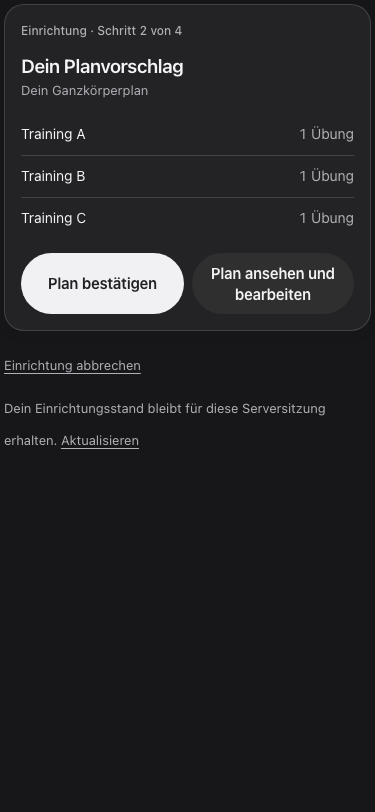 Einrichtung · Schritt 2 von 4
Dein Planvorschlag
Dein Ganzkörperplan
Training A 1 Übung
Training B 1 Übung
Training C 1 Übung
Plan bestätigen
Plan ansehen und
bearbeiten
Einrichtung abbrechen
Dein Einrichtungsstand bleibt für diese Serversitzung
erhalten. Aktualisieren